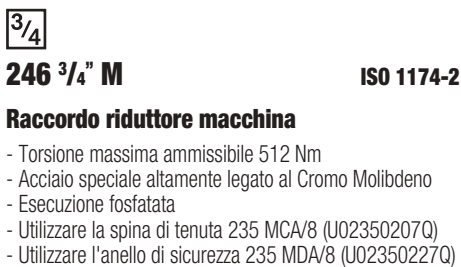 3/4
246 3/4” M ISO 1174-2
Raccordo riduttore macchina
- Torsione massima ammissibile 512 Nm
- Acciaio speciale altamente legato al Cromo Molibdeno
- Esecuzione fosfatata
- Utilizzare la spina di tenuta 235 MCA/8 (U02350207Q)
- Utilizzare l'anello di sicurezza 235 MDA/8 (U02350227Q)